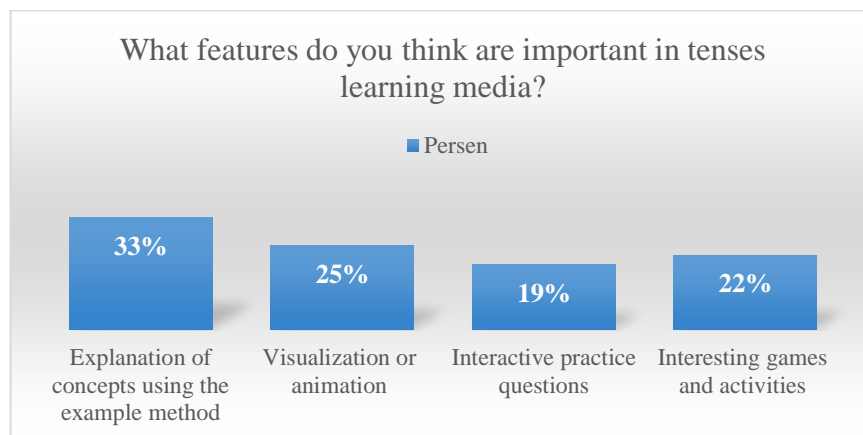 What features do you think are important in tenses
learning media?
Persen
33%
25%
19%
22%
Explanation of
concepts using the
example method
Visualization or
animation
Interactive practice
questions
Interesting games
and activities